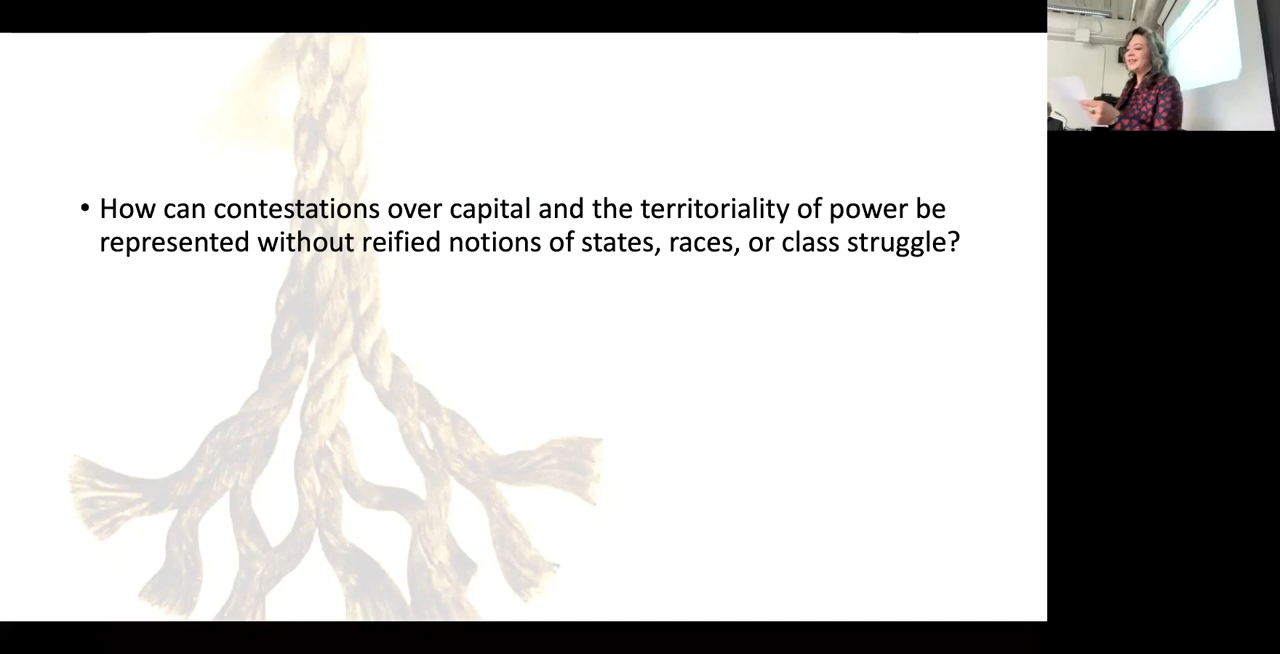 • How can contestations over capital and the territoriality of power be
represented without reified notions of states, races, or class struggle?